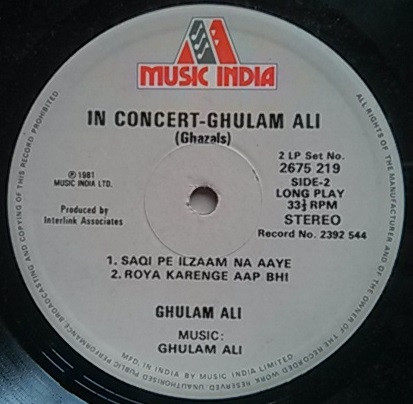 MUSIC INDIA
IN CONCERT-GHULAM ALI
(Ghazals)
℗ 1981
MUSIC INDIA LTD.
Produced by
Interlink Associates
2 LP Set No.
2675 219
SIDE-2
LONG PLAY
33⅓ RPM
STEREO
Record No. 2392 544
1. SAQI PE ILZAAM NA AAYE
2. ROYA KARENGE AAP BHI
GHULAM ALI
MUSIC:
GHULAM ALI
MFD. IN INDIA BY MUSIC INDIA LIMITED
ALL RIGHTS OF THE MANUFACTURER AND OF THE OWNER OF THE RECORDED WORK RESERVED. UNAUTHORISED PUBLIC PERFORMANCE BROADCASTING AND COPYING OF THIS RECORD PROHIBITED